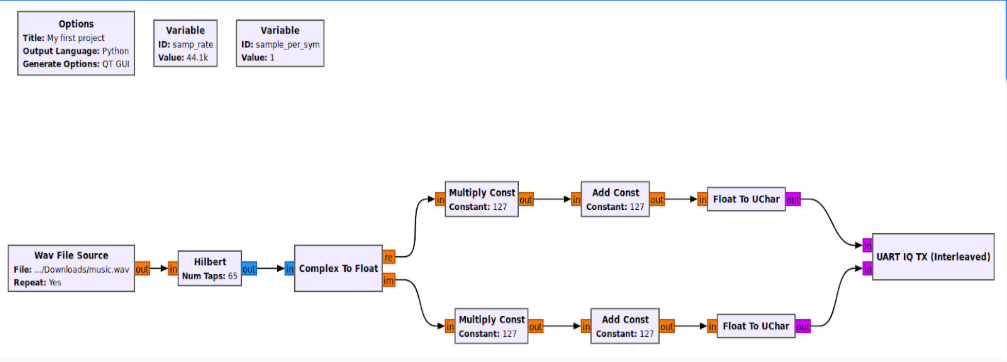 Options
Title: My first project
Output Language: Python
Generate Options: QT GUI
Variable
ID: samp_rate
Value: 44.1k
Variable
ID: sample_per_sym
Value: 1
Wav File Source
File: .../Downloads/music.wav
Repeat: Yes
out
in
Hilbert
Num Taps: 65
out
in
Complex To Float
re
im
in
Multiply Const
Constant: 127
out
in
Add Const
Constant: 127
out
in
Float To UChar
out
in
Multiply Const
Constant: 127
out
in
Add Const
Constant: 127
out
in
Float To UChar
out
in
in
UART IQ TX (Interleaved)